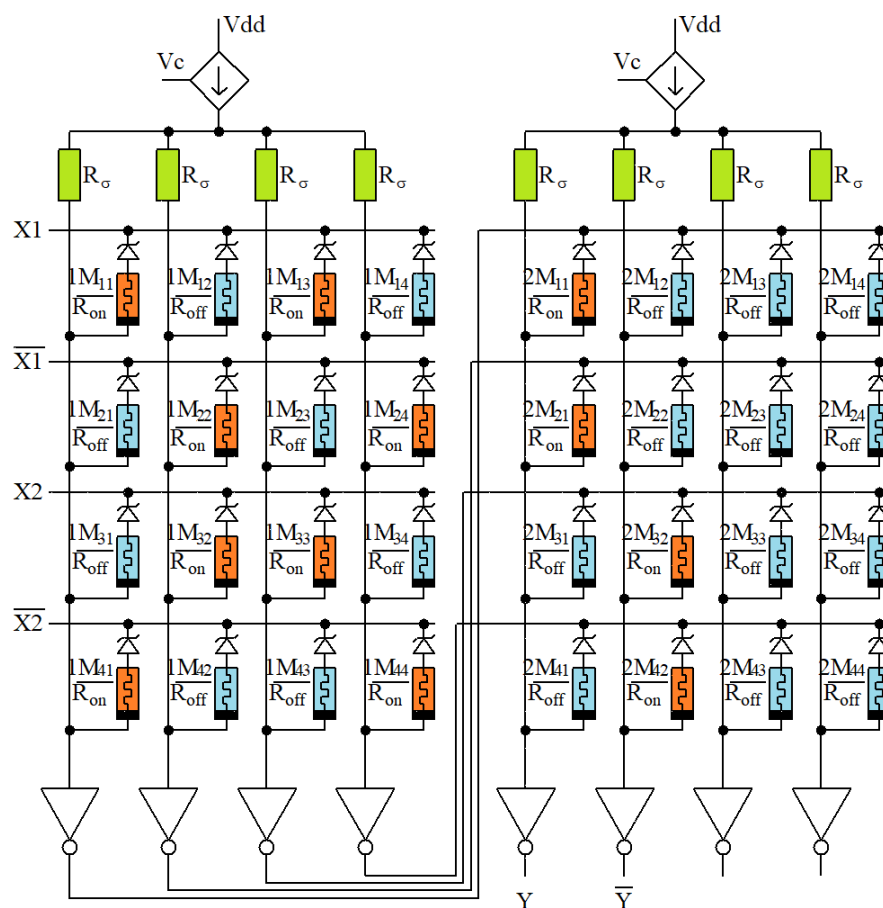 Vdd Vdd
Vc Vc
Rσ Rσ Rσ Rσ Rσ Rσ Rσ Rσ
X1
1M11 1M12 1M13 1M14 2M11 2M12 2M13 2M14
Ron Roff Ron Roff Ron Roff Roff Roff
X1
1M21 1M22 1M23 1M24 2M21 2M22 2M23 2M24
Roff Ron Roff Ron Ron Roff Roff Roff
X2
1M31 1M32 1M33 1M34 2M31 2M32 2M33 2M34
Roff Ron Ron Roff Roff Ron Roff Roff
X2
1M41 1M42 1M43 1M44 2M41 2M42 2M43 2M44
Ron Roff Roff Ron Roff Ron Roff Roff
Y Y